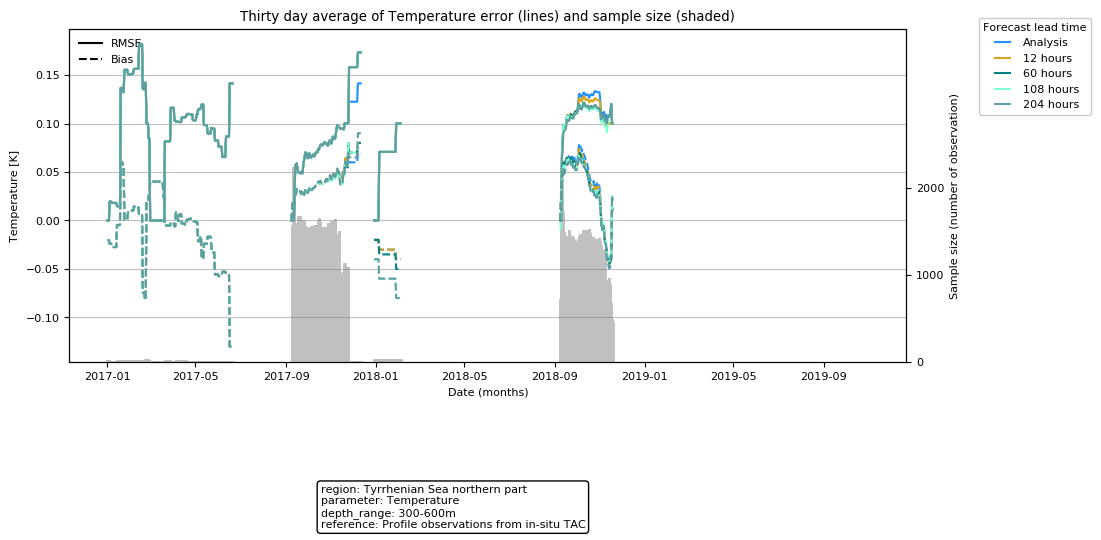 Thirty day average of Temperature error (lines) and sample size (shaded)
RMSE
Bias
Forecast lead time
Analysis
12 hours
60 hours
108 hours
204 hours
Temperature [K]
0.15
0.10
0.05
0.00
−0.05
−0.10
Sample size (number of observation)
2000
1000
0
2017-01 2017-05 2017-09 2018-01 2018-05 2018-09 2019-01 2019-05 2019-09
Date (months)
region: Tyrrhenian Sea northern part
parameter: Temperature
depth_range: 300-600m
reference: Profile observations from in-situ TAC